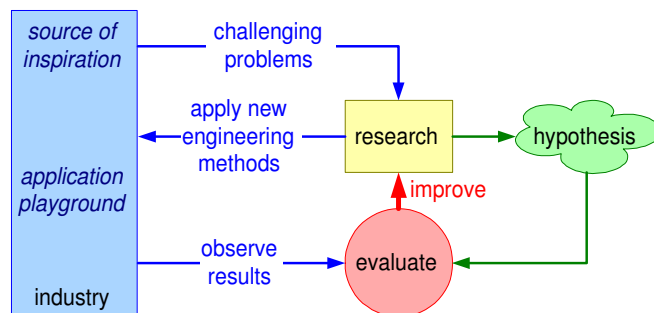 source of
inspiration
challenging
problems
apply new
engineering
methods
research
hypothesis
application
playground
improve
observe
results
evaluate
industry